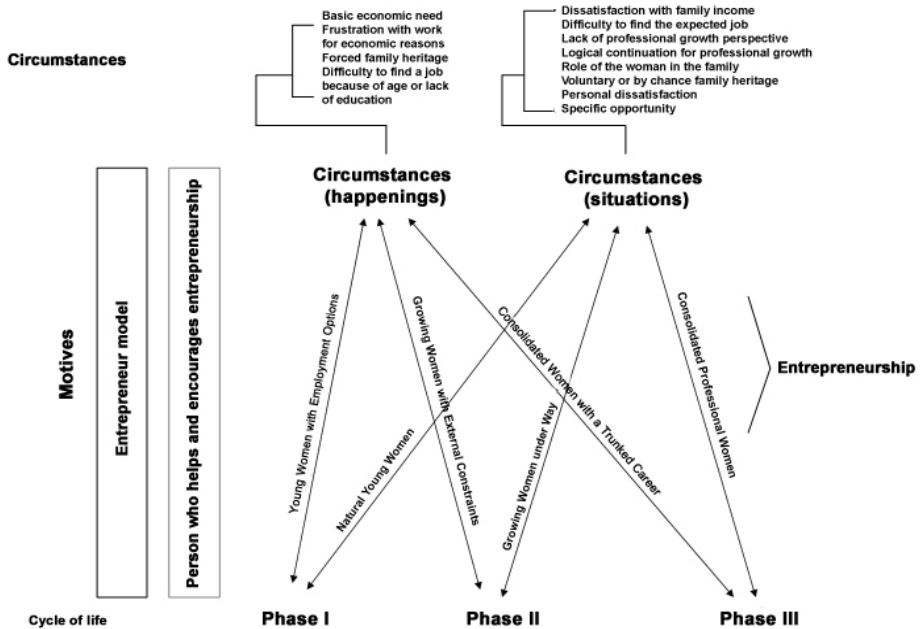 Basic economic need
Frustration with work
for economic reasons
Forced family heritage
Difficulty to find a job
because of age or lack
of education
Dissatisfaction with family income
Difficulty to find the expected job
Lack of professional growth perspective
Logical continuation for professional growth
Role of the woman in the family
Voluntary or by chance family heritage
Personal dissatisfaction
Specific opportunity
Circumstances
Circumstances
(happenings)
Circumstances
(situations)
Motives
Entrepreneur model
Person who helps and encourages entrepreneurship
Young Women with Employment Options
Natural Young Women
Growing Women with External Constraints
Growing Women under Way
Consolidated Women with a Trunked Career
Consolidated Professional Women
Entrepreneurship
Cycle of life
Phase I
Phase II
Phase III